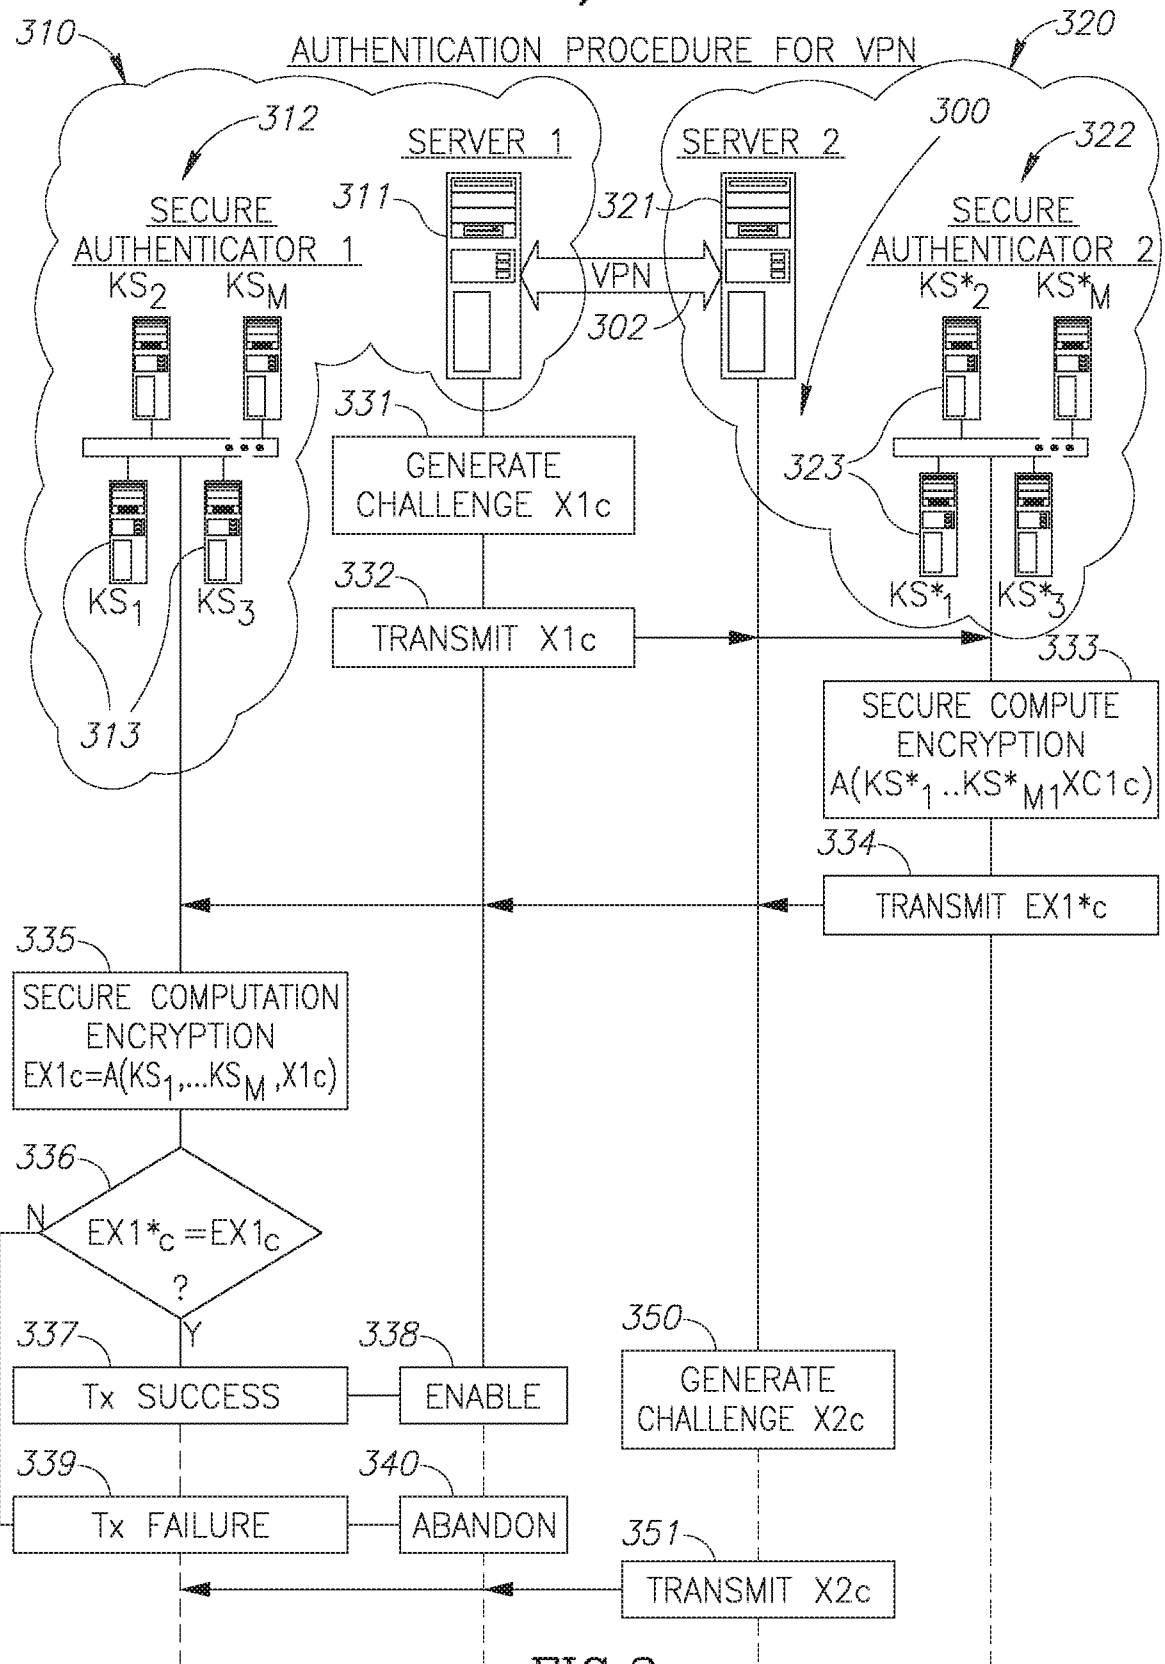 310
AUTHENTICATION PROCEDURE FOR VPN
320
312
SERVER 1
SERVER 2
300
322
311
321
SECURE
AUTHENTICATOR 1
SECURE
AUTHENTICATOR 2
VPN
302
KS2
KSM
KS*2
KS*M
331
GENERATE
CHALLENGE X1c
323
KS1
KS3
KS*1
KS*3
332
TRANSMIT X1c
313
333
SECURE COMPUTE
ENCRYPTION
A(KS*1..KS*M1XC1c)
334
TRANSMIT EX1*c
335
SECURE COMPUTATION
ENCRYPTION
EX1c=A(KS1,...KSM,X1c)
336
N
EX1*c=EX1c
?
Y
337
Tx SUCCESS
338
ENABLE
350
GENERATE
CHALLENGE X2c
339
Tx FAILURE
340
ABANDON
351
TRANSMIT X2c